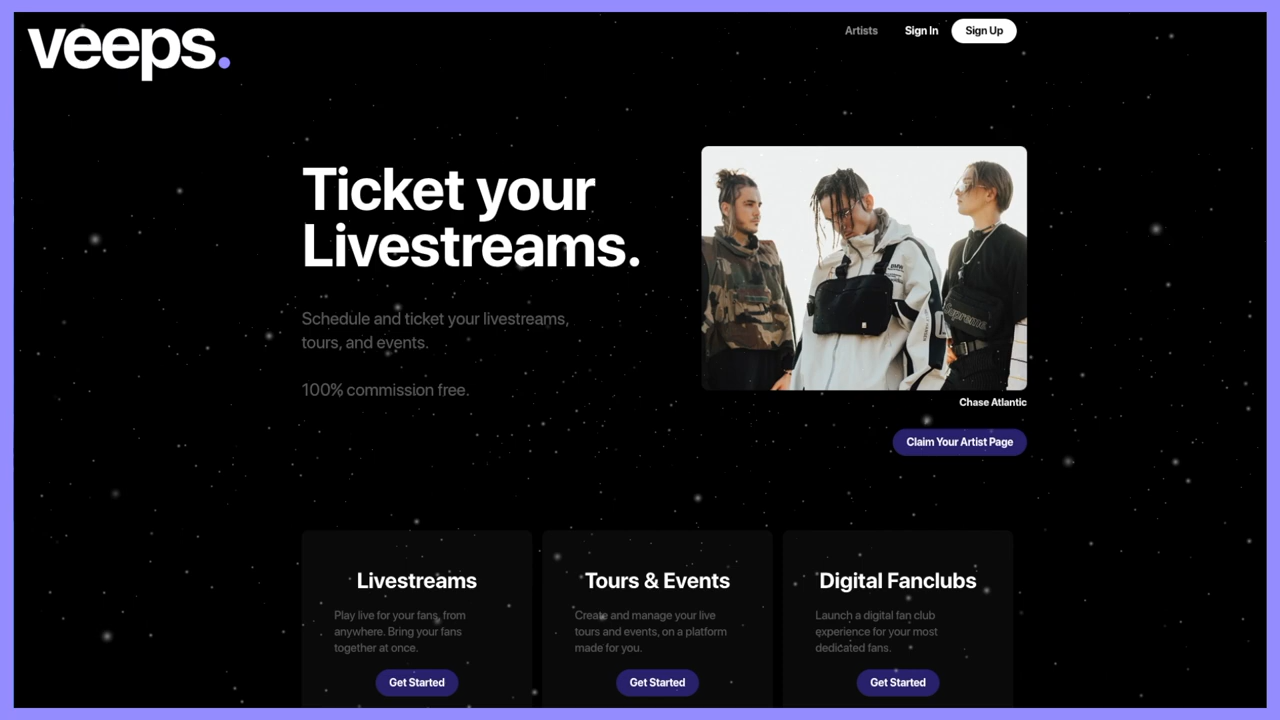 veeps.
Artists
Sign In
Sign Up
Ticket your
Livestreams.
Schedule and ticket your livestreams,
tours, and events.
100% commission free.
Supreme
Chase Atlantic
Claim Your Artist Page
Livestreams
Play live for your fans, from
anywhere. Bring your fans
together at once.
Get Started
Tours & Events
Create and manage your live
tours and events, on a platform
made for you.
Get Started
Digital Fanclubs
Launch a digital fan club
experience for your most
dedicated fans.
Get Started